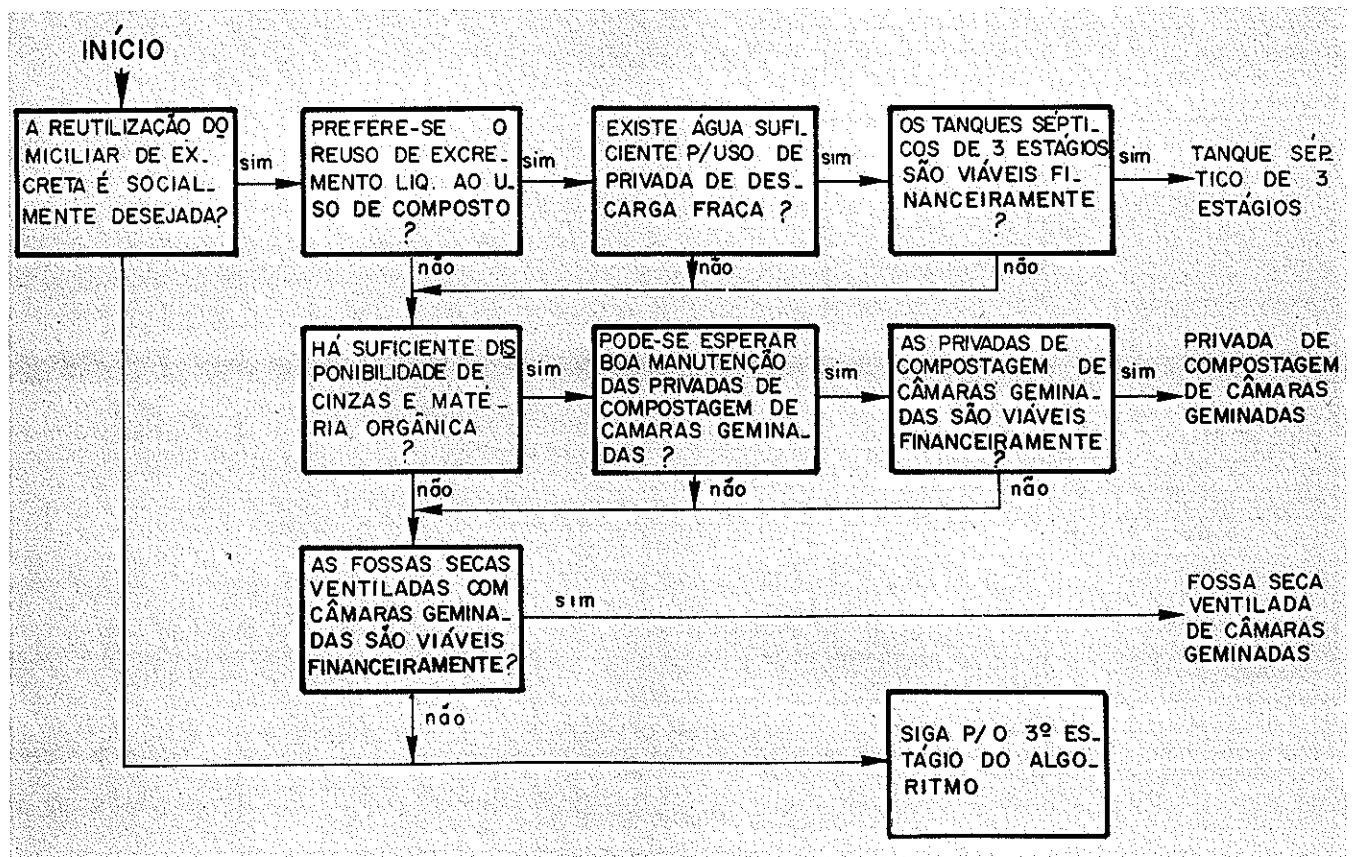 INÍCIO
A REUTILIZAÇÃO DO
MICILIAR DE EX_
CRETA É SOCIAL_
MENTE DESEJADA?
sim
PREFERE-SE O
REUSO DE EXCRE_
MENTO LIQ. AO U_
SO DE COMPOSTO
?
sim
EXISTE ÁGUA SUFI_
CIENTE P/USO DE
PRIVADA DE DES_
CARGA FRACA ?
sim
OS TANQUES SÉPTI_
COS DE 3 ESTÁGIOS
SÃO VIÁVEIS FI_
NANCEIRAMENTE
?
sim
TANQUE SÉP
TICO DE 3
ESTÁGIOS
não
não
não
HÁ SUFICIENTE DIS
PONIBILIDADE DE
CINZAS E MATÉ_
RIA ORGÂNICA
?
sim
PODE-SE ESPERAR
BOA MANUTENÇÃO
DAS PRIVADAS DE
COMPOSTAGEM DE
CAMARAS GEMINA_
DAS ?
sim
AS PRIVADAS DE
COMPOSTAGEM DE
CÂMARAS GEMINA_
DAS SÃO VIÁVEIS
FINANCEIRAMENTE
?
sim
PRIVADA DE
COMPOSTAGEM
DE CÂMARAS
GEMINADAS
não
não
não
AS FOSSAS SECAS
VENTILADAS COM
CÂMARAS GEMINA_
DAS SÃO VIÁVEIS
FINANCEIRAMENTE?
sim
FOSSA SECA
VENTILADA
DE CÂMARAS
GEMINADAS
não
SIGA P/ O 3º ES_
TÁGIO DO ALGO_
RITMO